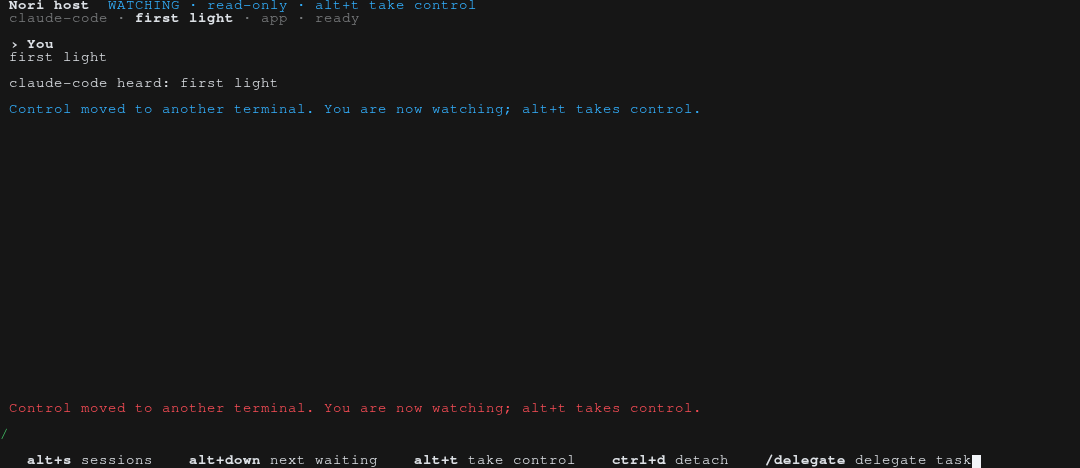 Nori host  WATCHING · read-only · alt+t take control
claude-code · first light · app · ready
› You
first light
claude-code heard: first light
Control moved to another terminal. You are now watching; alt+t takes control.
Control moved to another terminal. You are now watching; alt+t takes control.
/
alt+s sessions    alt+down next waiting    alt+t take control    ctrl+d detach    /delegate delegate task